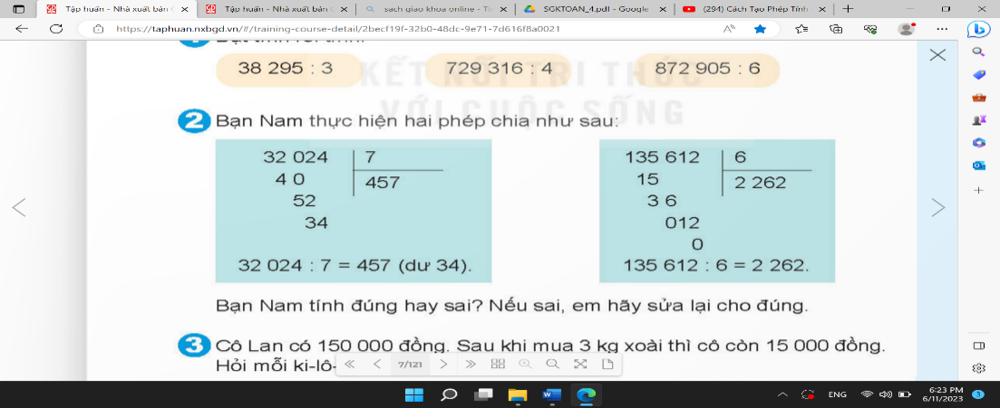 Tập huấn - Nhà xuất bản
Tập huấn - Nhà xuất bản
sach giao khoa online
SGKTOAN_4.pdf - Google
(294) Cách Tạo Phép Tính
https://taphuan.nxbgd.vn/#/training-course-detail/2becf19f-32b0-48dc-9e71-7d616f8a0021
38 295 : 3 729 316 : 4 872 905 : 6
KẾT NỐI TRI THỨC
VỚI CUỘC SỐNG
2 Bạn Nam thực hiện hai phép chia như sau:
32 024 7
4 0 457
52
34
32 024 : 7 = 457 (dư 34).
135 612 6
15 2 262
3 6
012
0
135 612 : 6 = 2 262.
Bạn Nam tính đúng hay sai? Nếu sai, em hãy sửa lại cho đúng.
3 Cô Lan có 150 000 đồng. Sau khi mua 3 kg xoài thì cô còn 15 000 đồng.
Hỏi mỗi ki-lô-
7/121
ENG
6:23 PM
6/11/2023
3